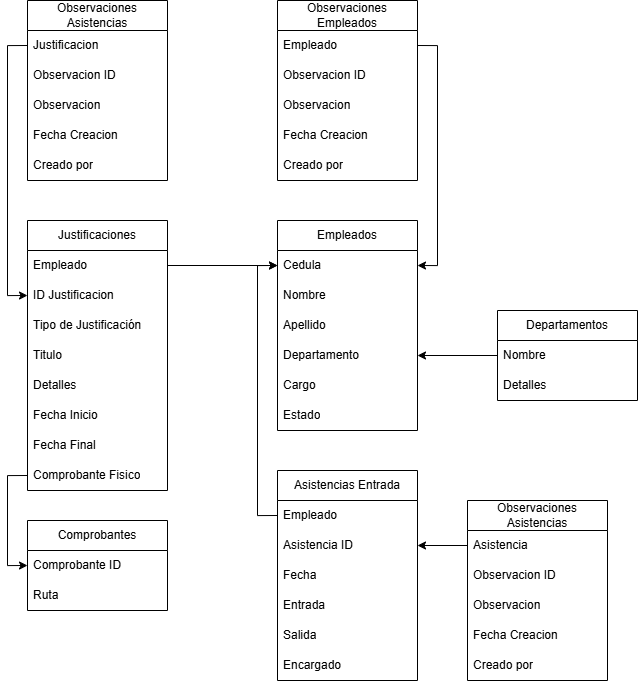 Observaciones
Asistencias
Justificacion
Observacion ID
Observacion
Fecha Creacion
Creado por
Observaciones
Empleados
Empleado
Observacion ID
Observacion
Fecha Creacion
Creado por
Justificaciones
Empleado
ID Justificacion
Tipo de Justificación
Titulo
Detalles
Fecha Inicio
Fecha Final
Comprobante Fisico
Empleados
Cedula
Nombre
Apellido
Departamento
Cargo
Estado
Departamentos
Nombre
Detalles
Asistencias Entrada
Empleado
Asistencia ID
Fecha
Entrada
Salida
Encargado
Observaciones
Asistencias
Asistencia
Observacion ID
Observacion
Fecha Creacion
Creado por
Comprobantes
Comprobante ID
Ruta